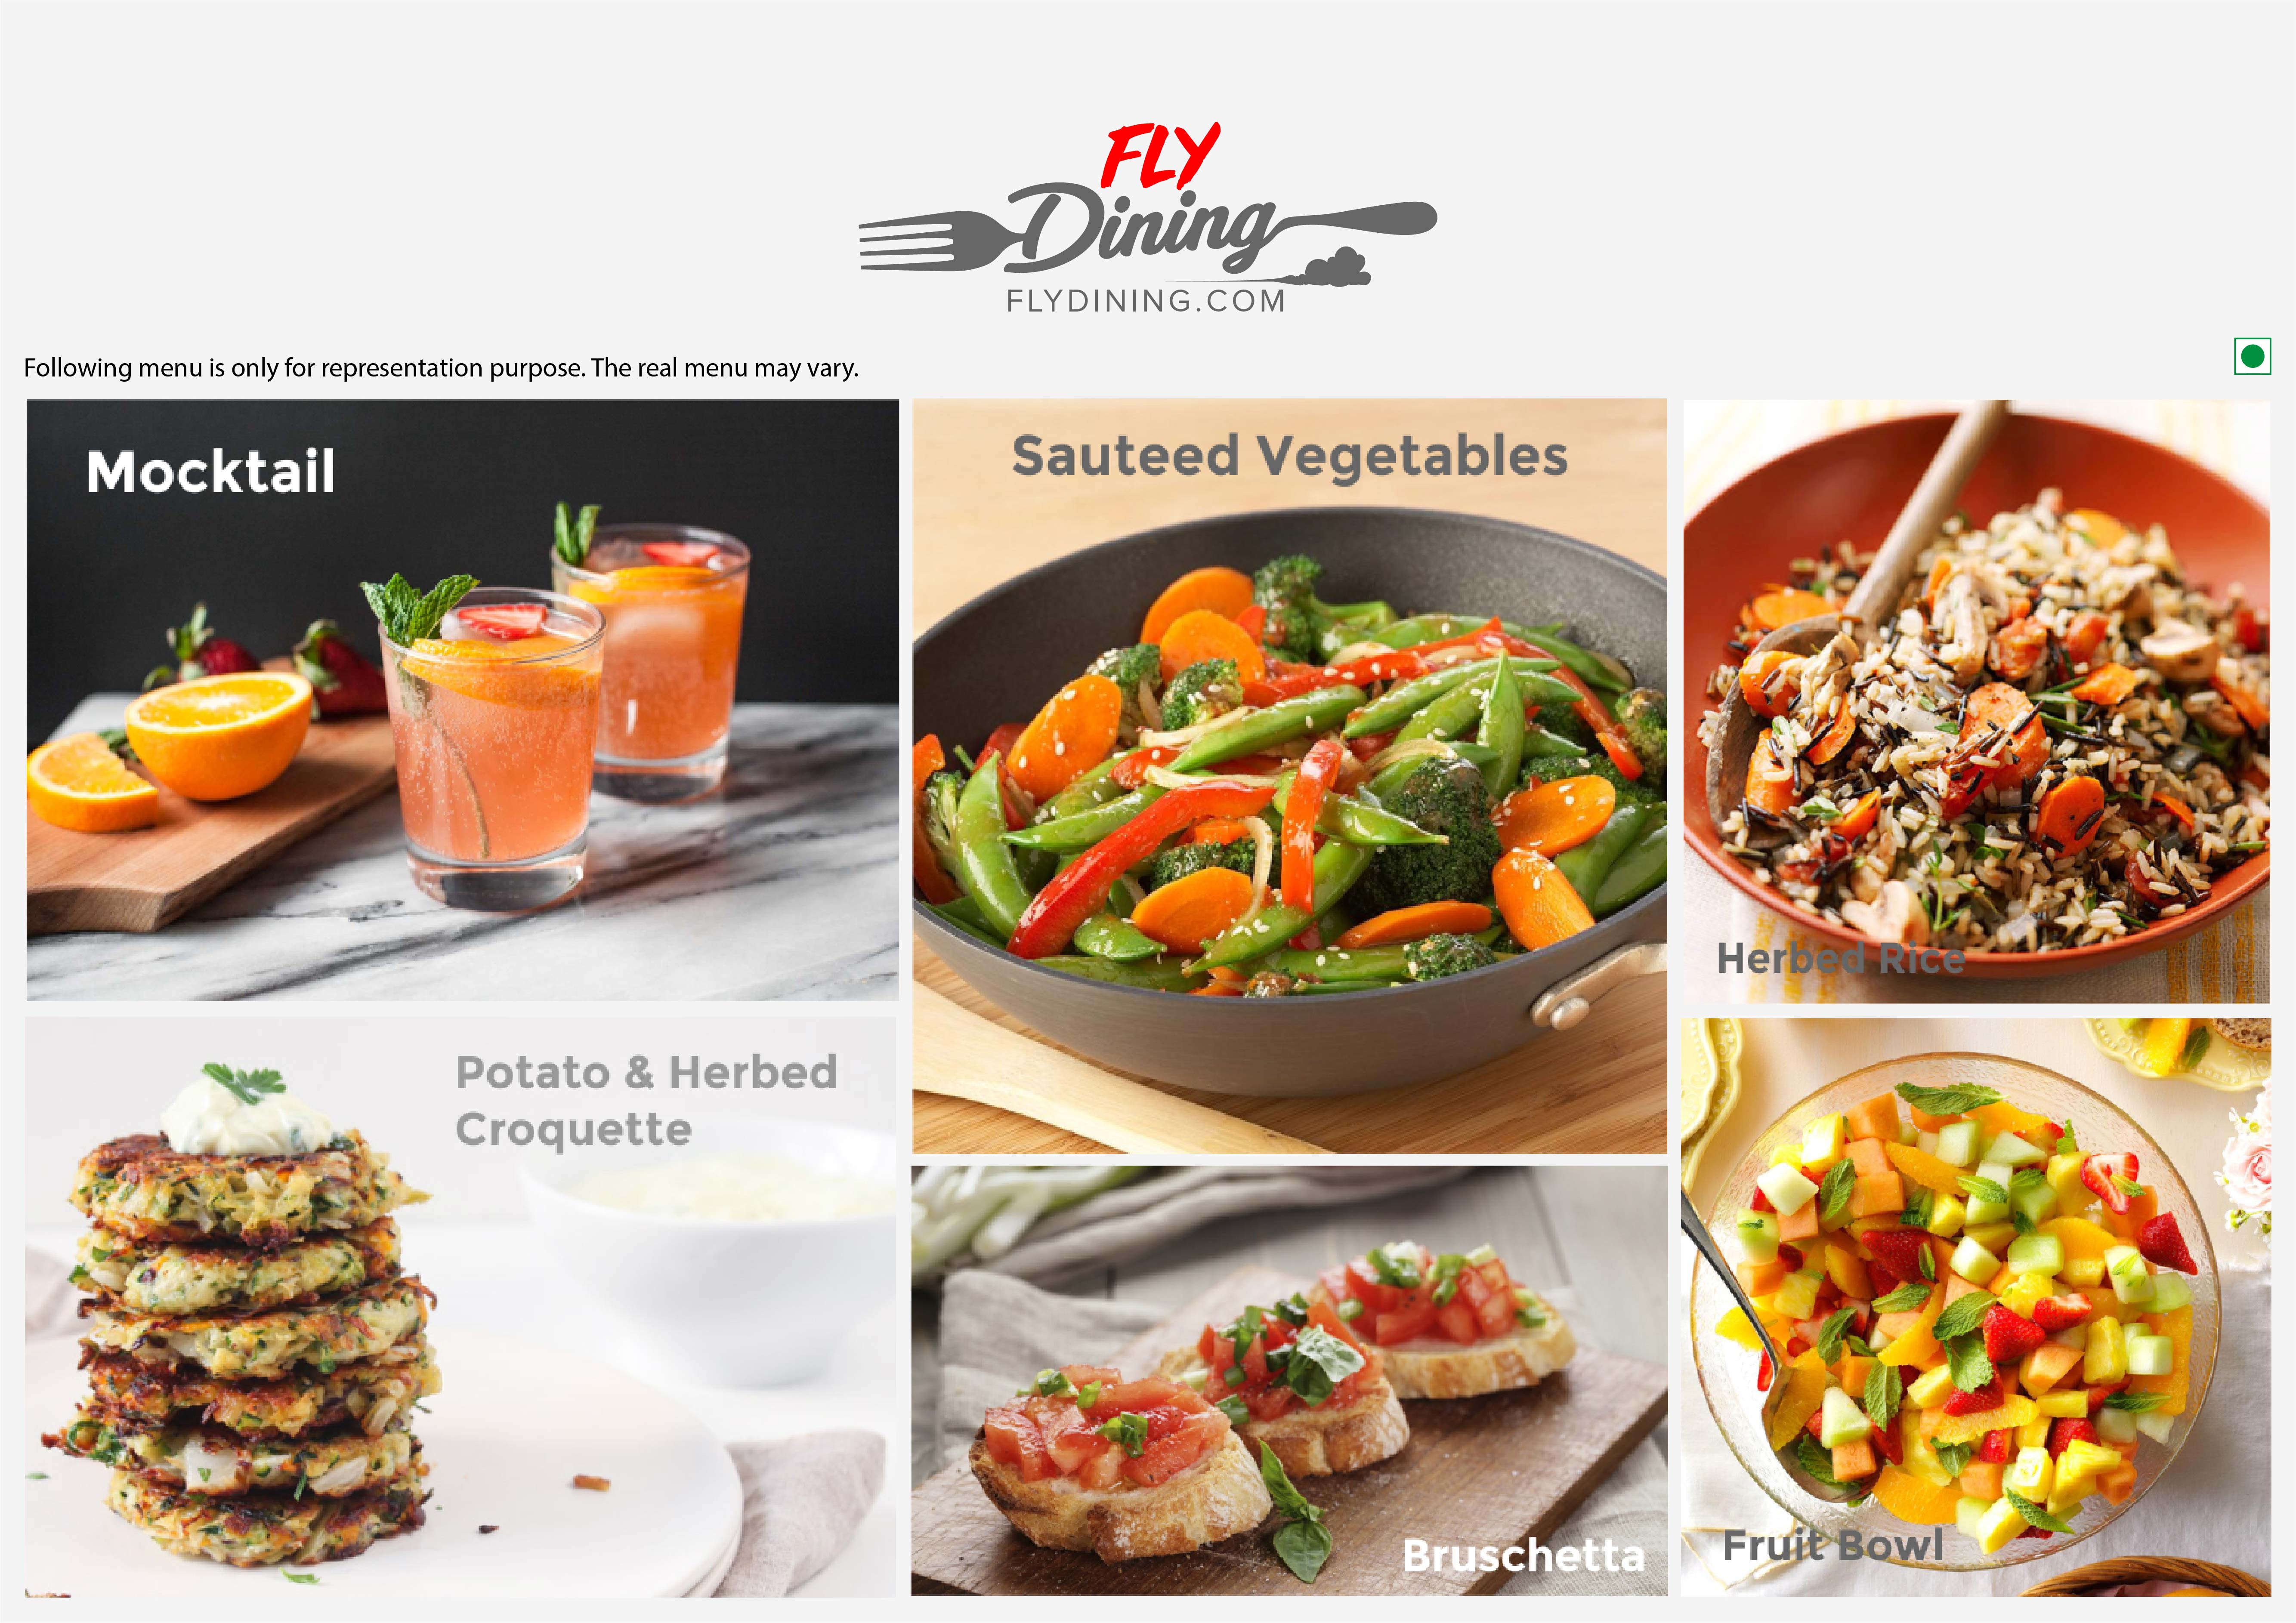 FLY
Dining
FLYDINING.COM
Following menu is only for representation purpose. The real menu may vary.
Mocktail
Sauteed Vegetables
Herbed Rice
Potato & Herbed
Croquette
Bruschetta
Fruit Bowl